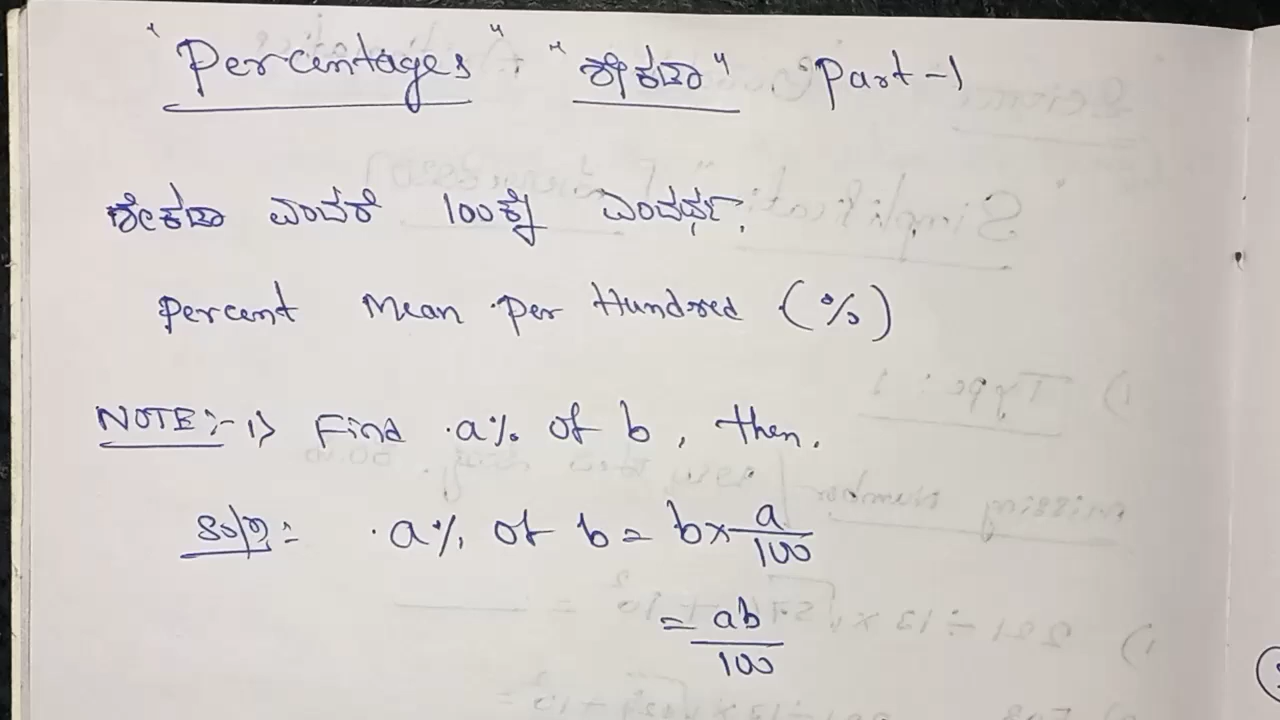 "Percentages". "ಶೇಕಡಾ" Part-1
ಶೇಕಡಾ ಎಂದರೆ 100ಕ್ಕೆ ಎಂದರ್ಥ.
Percent Mean Per Hundred (%)
NOTE:-1) Find a% of b, then.
Solⁿ: a% of b = b×a/100
= ab/100